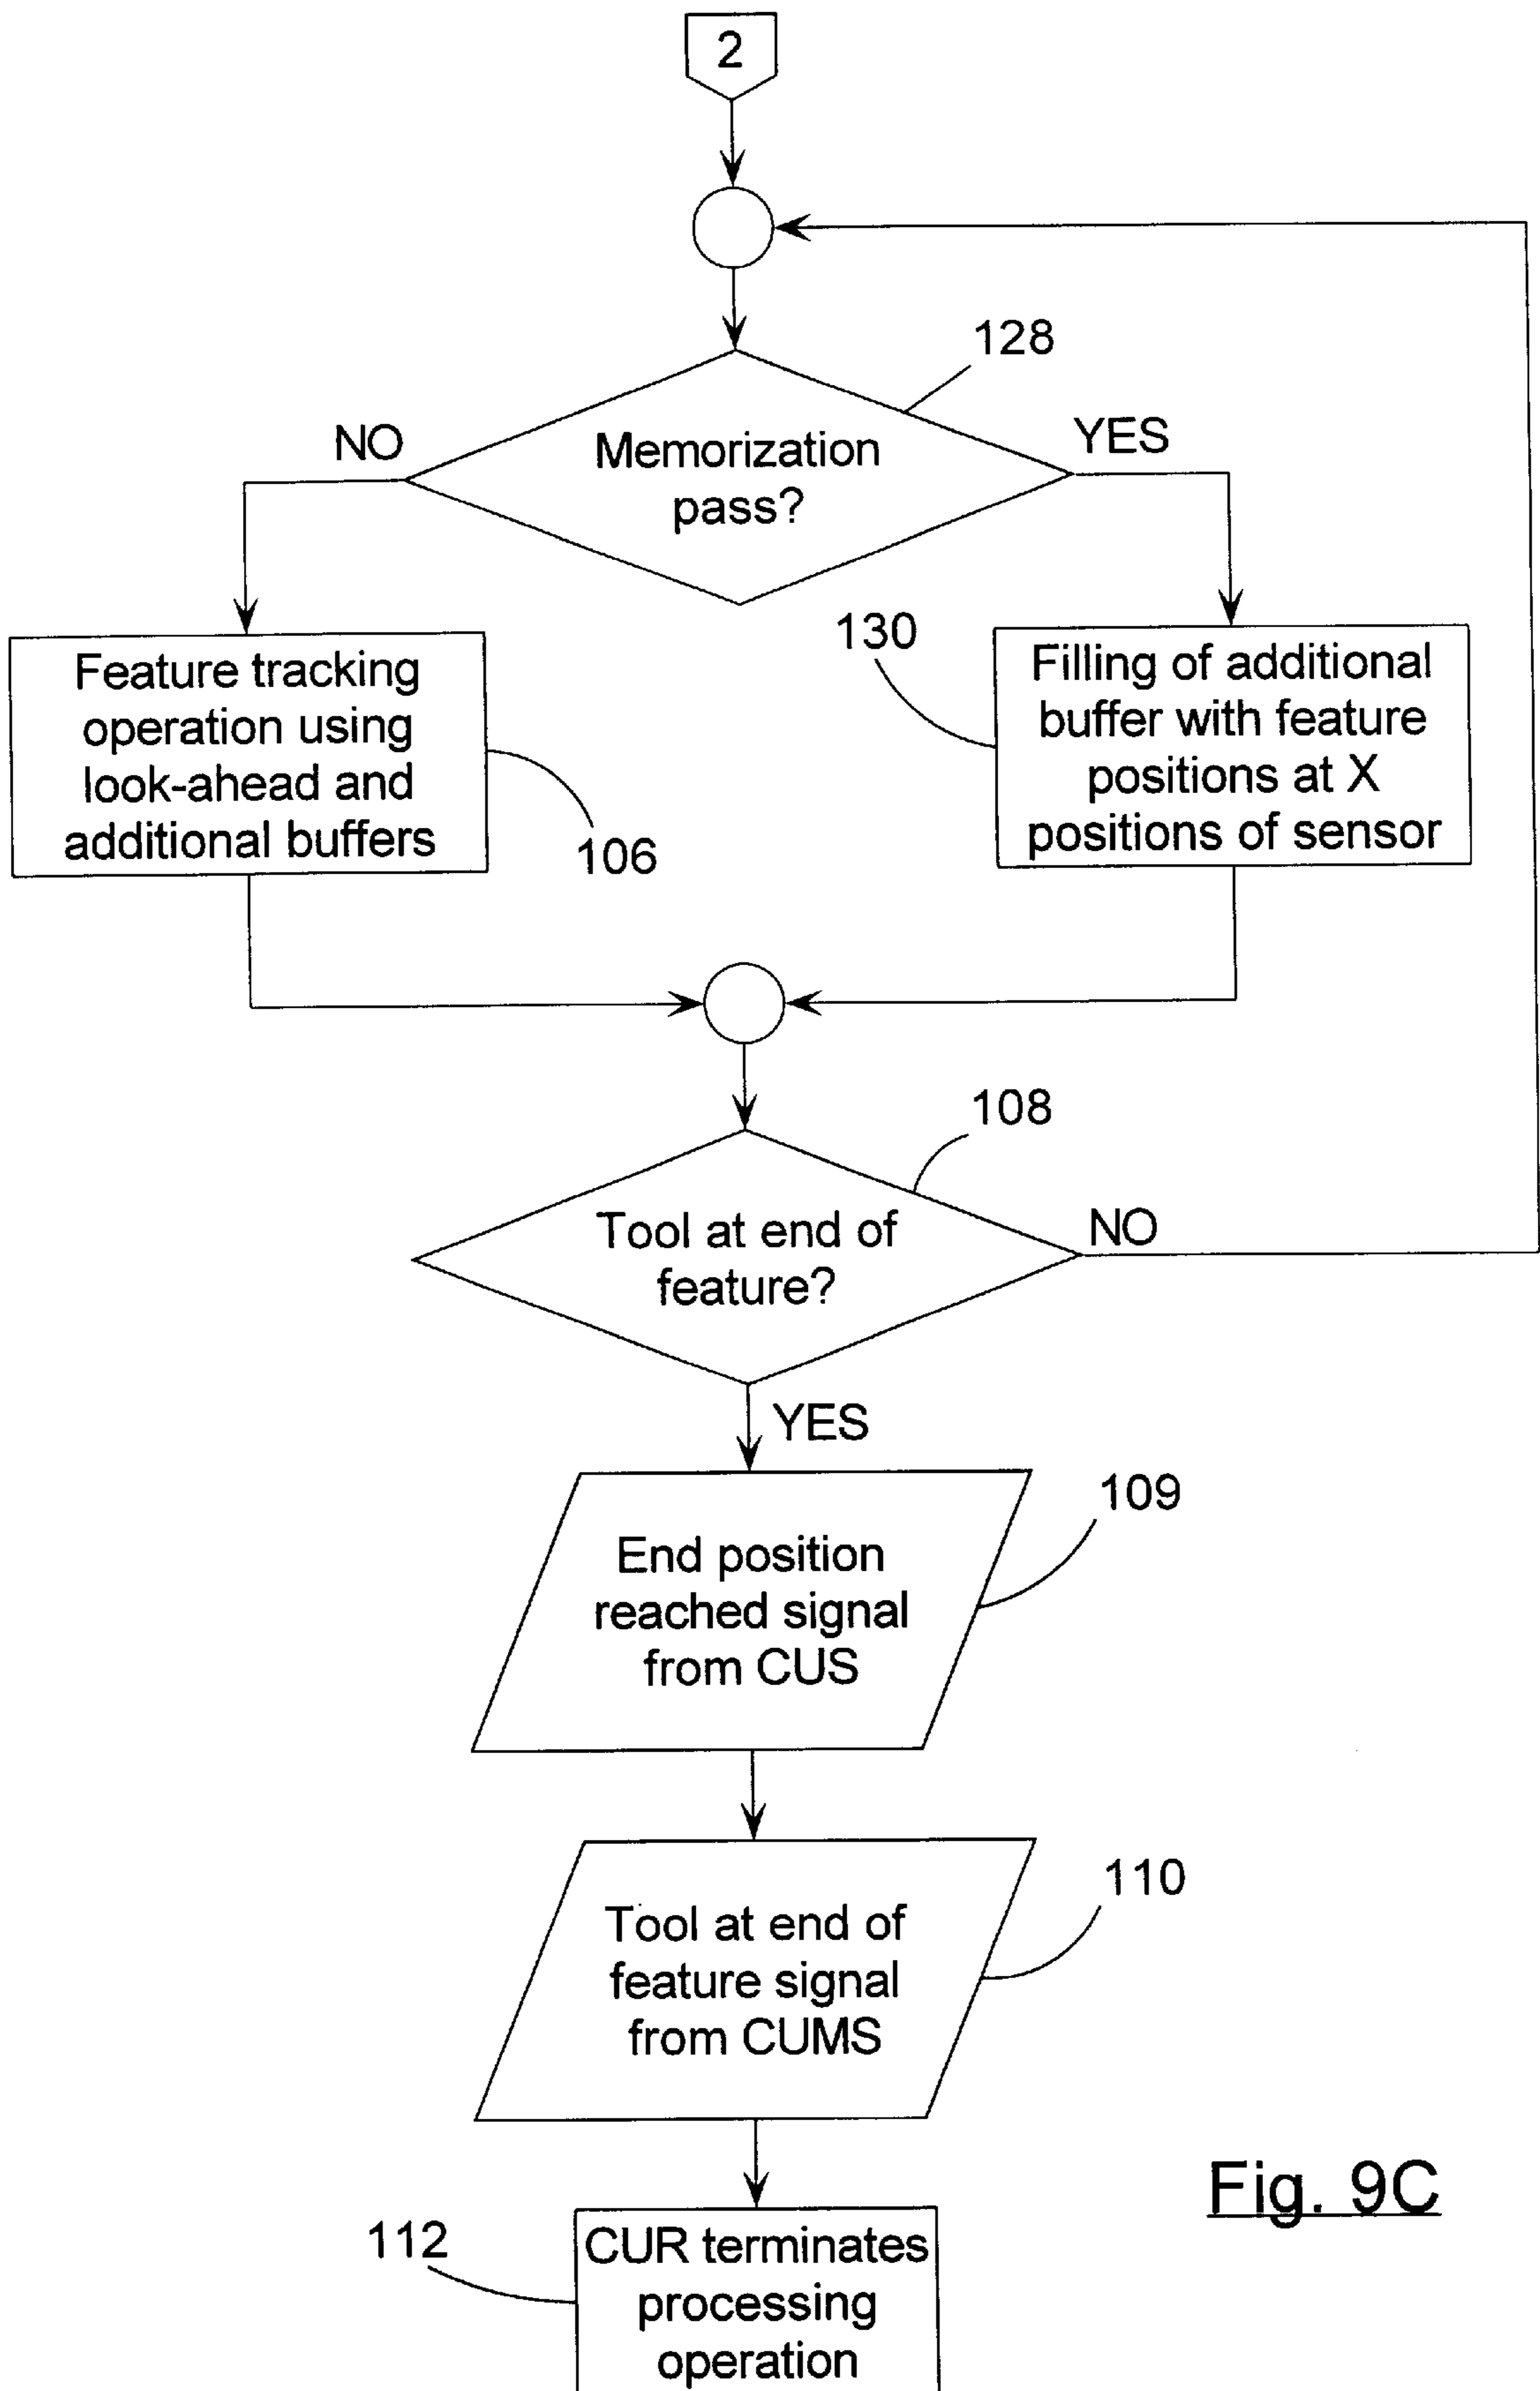 2
128
NO
YES
Memorization
pass?
130
Feature tracking
operation using
look-ahead and
additional buffers
106
Filling of additional
buffer with feature
positions at X
positions of sensor
108
Tool at end of
feature?
NO
YES
109
End position
reached signal
from CUS
110
Tool at end of
feature signal
from CUMS
112
CUR terminates
processing
operation
Fig. 9C